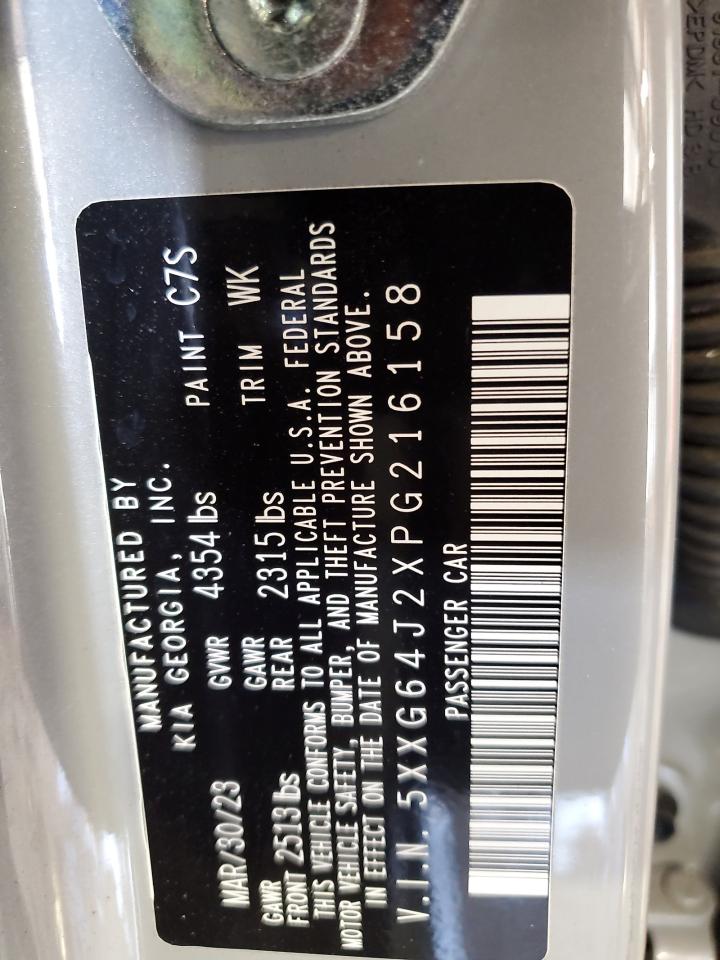 MANUFACTURED BY
KIA GEORGIA, INC.
MAR/30/23 GVWR 4354 lbs PAINT C7S
GAWR FRONT 2513 lbs GAWR REAR 2315 lbs TRIM WK
THIS VEHICLE CONFORMS TO ALL APPLICABLE U.S.A. FEDERAL
MOTOR VEHICLE SAFETY, BUMPER, AND THEFT PREVENTION STANDARDS
IN EFFECT ON THE DATE OF MANUFACTURE SHOWN ABOVE.
V.I.N. 5XXG64J2XPG216158
PASSENGER CAR
>EPDM<